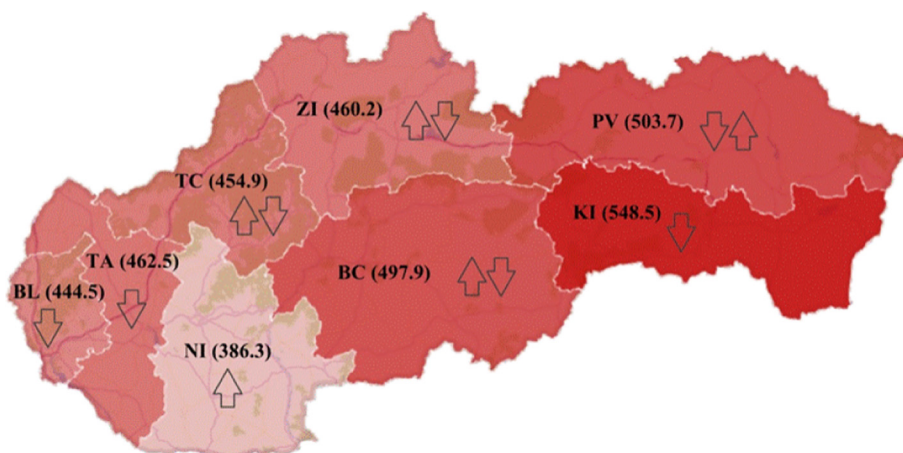 ZI (460.2)
PV (503.7)
TC (454.9)
KI (548.5)
TA (462.5)
BC (497.9)
BL (444.5)
NI (386.3)